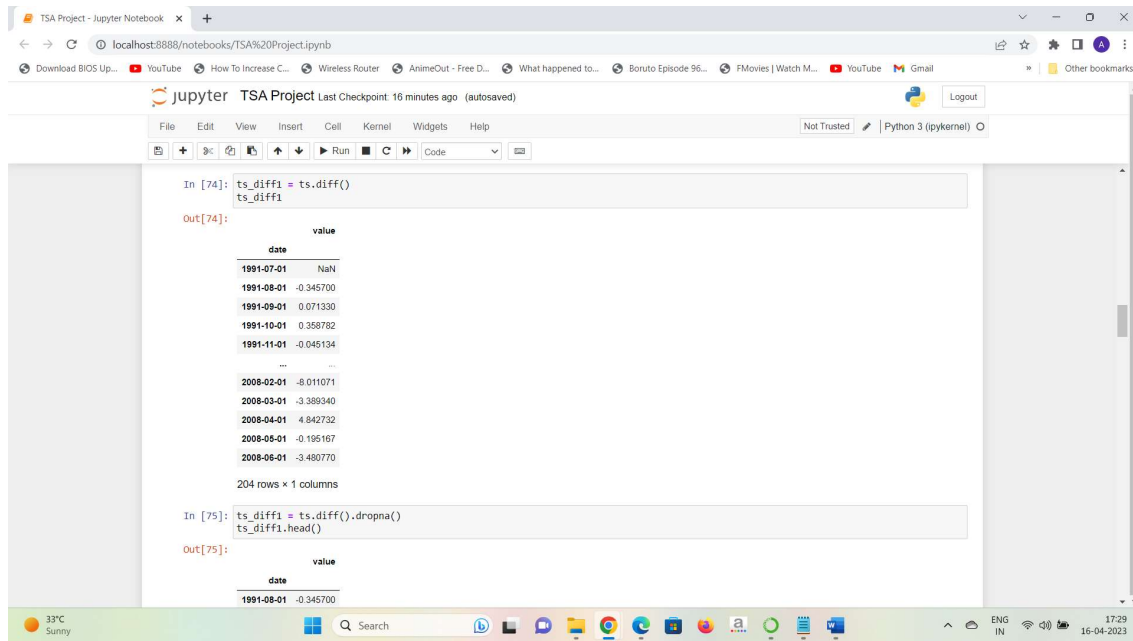 TSA Project - Jupyter Notebook
localhost:8888/notebooks/TSA%20Project.ipynb
Download BIOS Up... YouTube How To Increase C... Wireless Router AnimeOut - Free D... What happened to... Boruto Episode 96... FMovies | Watch M... YouTube Gmail » Other bookmarks
jupyter TSA Project Last Checkpoint: 16 minutes ago (autosaved) Logout
File Edit View Insert Cell Kernel Widgets Help Not Trusted Python 3 (ipykernel)
Run Code
In [74]: ts_diff1 = ts.diff()
ts_diff1
Out[74]:
value
date
1991-07-01 NaN
1991-08-01 -0.345700
1991-09-01 0.071330
1991-10-01 0.358782
1991-11-01 -0.045134
... ...
2008-02-01 -8.011071
2008-03-01 -3.389340
2008-04-01 4.842732
2008-05-01 -0.195167
2008-06-01 -3.480770
204 rows × 1 columns
In [75]: ts_diff1 = ts.diff().dropna()
ts_diff1.head()
Out[75]:
value
date
1991-08-01 -0.345700
33°C
Sunny
Search
ENG
IN
17:29
16-04-2023